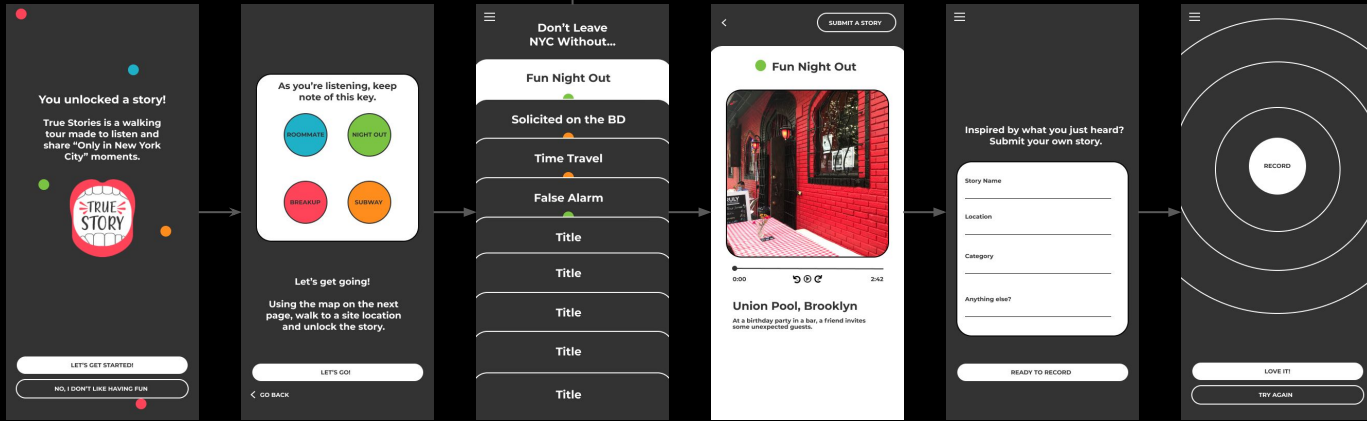 You unlocked a story!
True Stories is a walking
tour made to listen and
share “Only in New York
City” moments.
TRUE
STORY
LET'S GET STARTED!
NO, I DON'T LIKE HAVING FUN
As you're listening, keep
note of this key.
ROOMMATE
NIGHT OUT
BREAKUP
SUBWAY
Let's get going!
Using the map on the next
page, walk to a site location
and unlock the story.
LET'S GO!
GO BACK
Don't Leave
NYC Without...
Fun Night Out
Solicited on the BD
Time Travel
False Alarm
Title
Title
Title
Title
Title
SUBMIT A STORY
Fun Night Out
0:00
2:42
Union Pool, Brooklyn
At a birthday party in a bar, a friend invites
some unexpected guests.
Inspired by what you just heard?
Submit your own story.
Story Name
Location
Category
Anything else?
READY TO RECORD
RECORD
LOVE IT!
TRY AGAIN